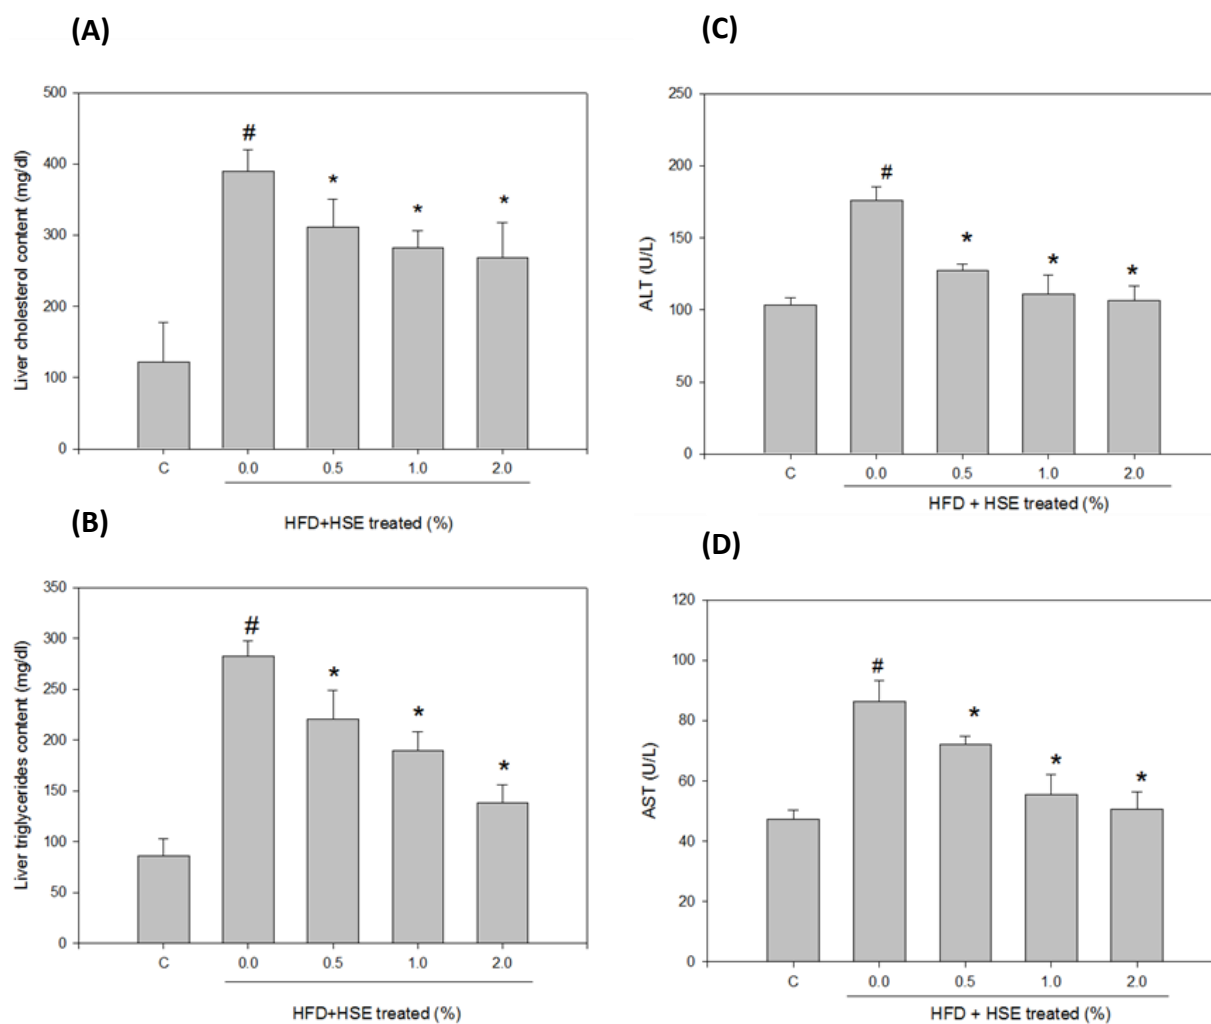 (A)
500
400
300
200
100
0
Liver cholesterol content (mg/dl)
#
*
*
*
C 0.0 0.5 1.0 2.0
HFD+HSE treated (%)
(B)
350
300
250
200
150
100
50
0
Liver triglycerides content (mg/dl)
#
*
*
*
C 0.0 0.5 1.0 2.0
HFD+HSE treated (%)
(C)
250
200
150
100
50
0
ALT (U/L)
#
*
*
*
C 0.0 0.5 1.0 2.0
HFD + HSE treated (%)
(D)
120
100
80
60
40
20
0
AST (U/L)
#
*
*
*
C 0.0 0.5 1.0 2.0
HFD + HSE treated (%)